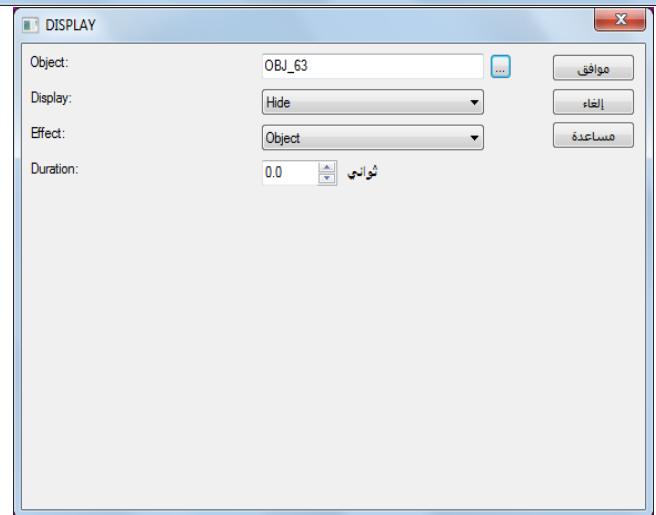 DISPLAY
Object: OBJ_63 ... موافق
Display: Hide إلغاء
Effect: Object مساعدة
Duration: 0.0 ثواني